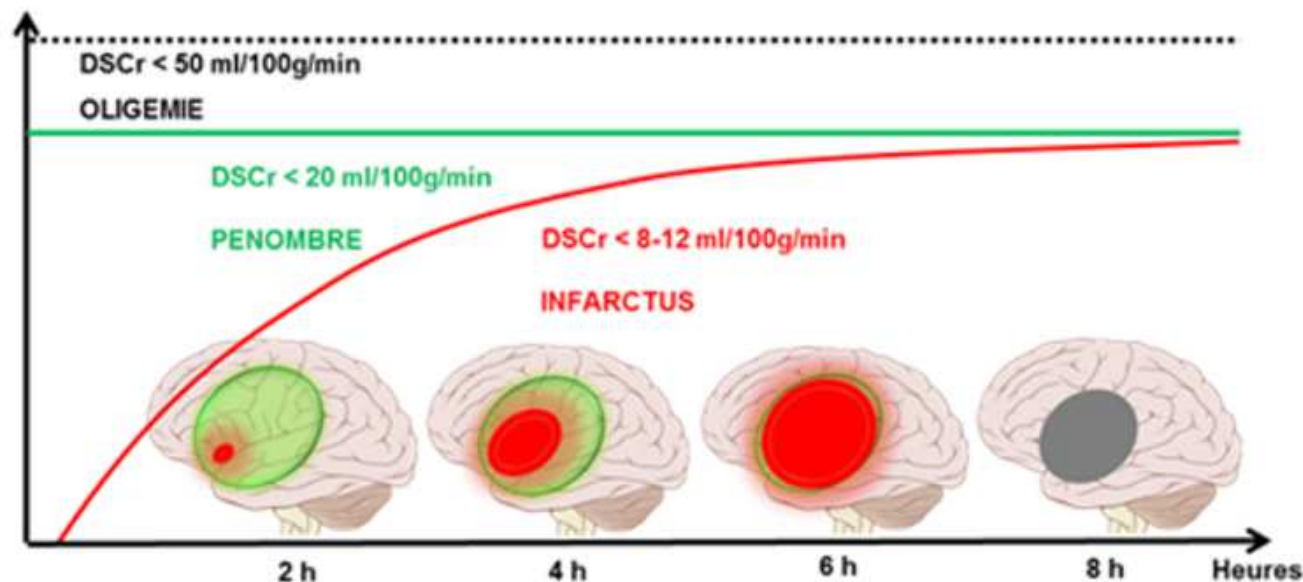 DSCr < 50 ml/100g/min
OLIGEMIE
DSCr < 20 ml/100g/min
PENOMBRE
DSCr < 8-12 ml/100g/min
INFARCTUS
2 h
4 h
6 h
8 h
Heures